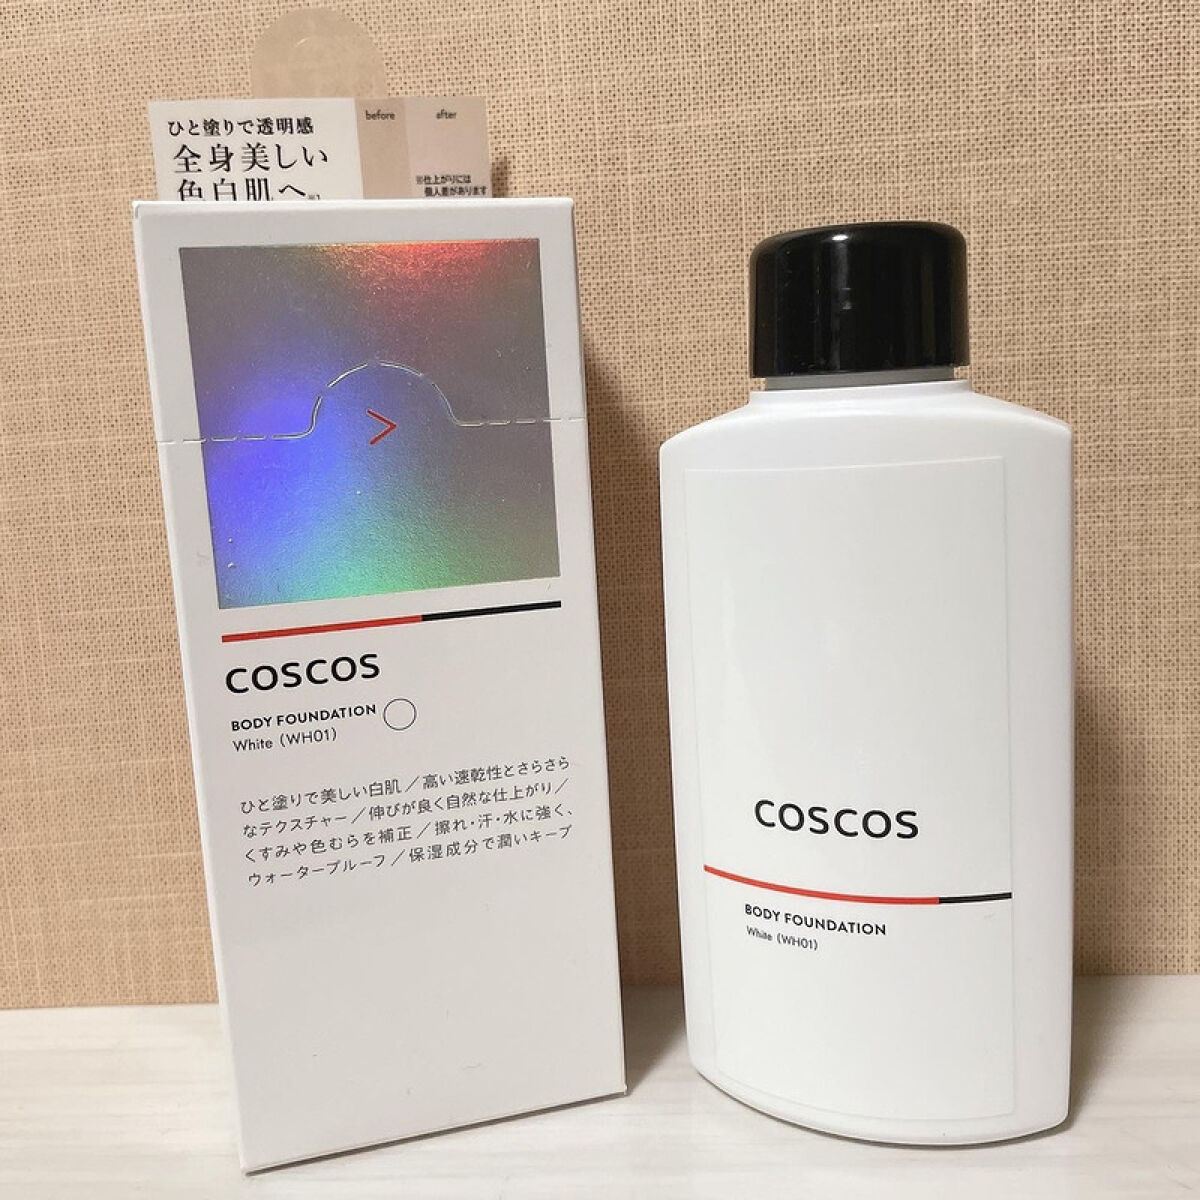 ひと塗りで透明感
全身美しい
色白肌へ※1
before
after
※仕上がりには
個人差があります
>
COSCOS
BODY FOUNDATION
White (WH01)
ひと塗りで美しい白肌/高い速乾性とさらさら
なテクスチャー/伸びが良く自然な仕上がり/
くすみや色むらを補正/擦れ・汗・水に強く、
ウォータープルーフ/保湿成分で潤いキープ
COSCOS
BODY FOUNDATION
White (WH01)